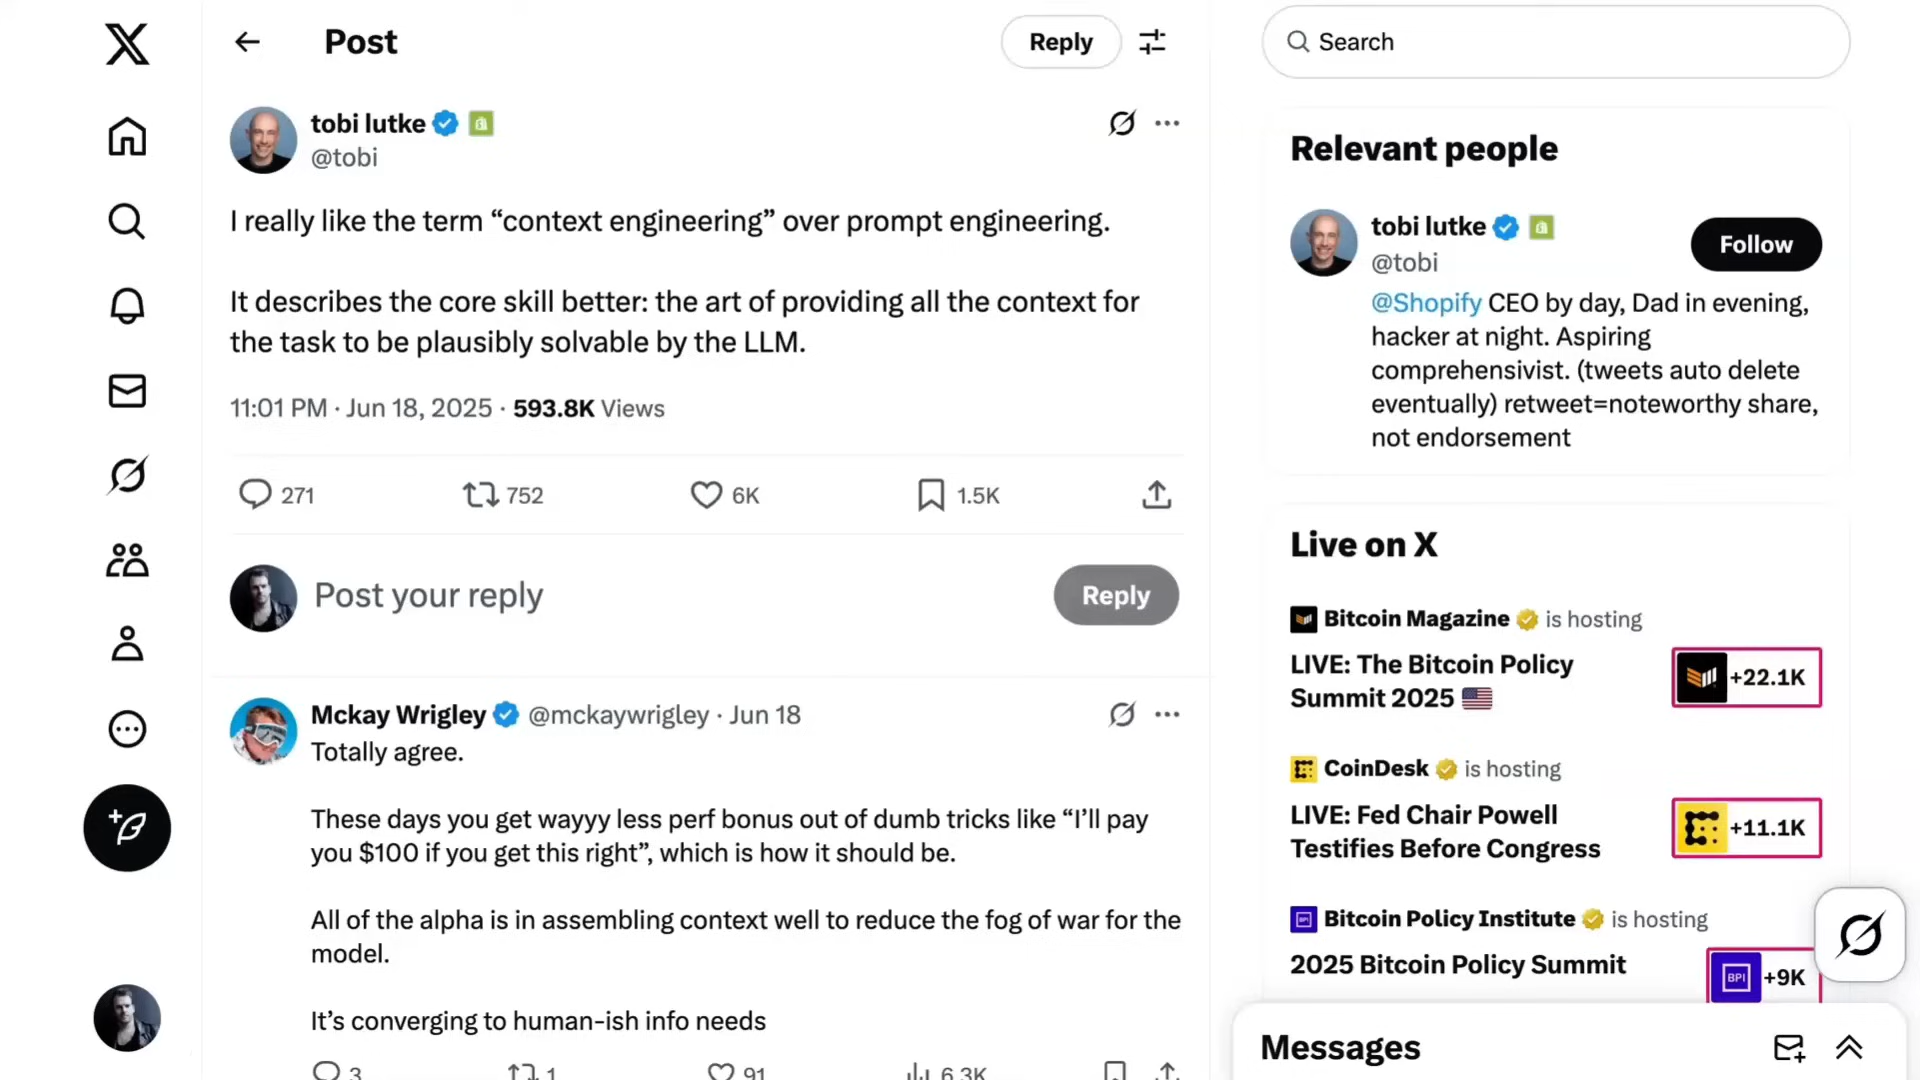 Post
Reply
tobi lutke
@tobi
I really like the term “context engineering” over prompt engineering.
It describes the core skill better: the art of providing all the context for
the task to be plausibly solvable by the LLM.
11:01 PM · Jun 18, 2025 · 593.8K Views
271 752 6K 1.5K
Post your reply
Reply
Mckay Wrigley @mckaywrigley · Jun 18
Totally agree.
These days you get wayyy less perf bonus out of dumb tricks like “I’ll pay
you $100 if you get this right”, which is how it should be.
All of the alpha is in assembling context well to reduce the fog of war for the
model.
It’s converging to human-ish info needs
3 1 91 6.3K
Search
Relevant people
tobi lutke
@tobi
Follow
@Shopify CEO by day, Dad in evening,
hacker at night. Aspiring
comprehensivist. (tweets auto delete
eventually) retweet=noteworthy share,
not endorsement
Live on X
Bitcoin Magazine is hosting
LIVE: The Bitcoin Policy
Summit 2025 🇺🇸
+22.1K
CoinDesk is hosting
LIVE: Fed Chair Powell
Testifies Before Congress
+11.1K
BPI Bitcoin Policy Institute is hosting
2025 Bitcoin Policy Summit
BPI +9K
Messages